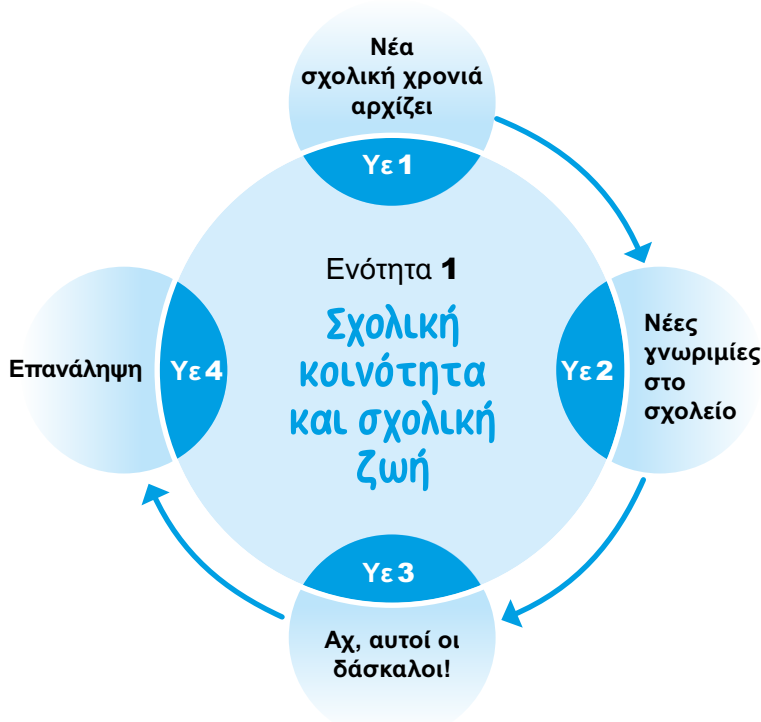 Νέα
σχολική χρονιά
αρχίζει
Υε 1
Ενότητα 1
Σχολική
κοινότητα
και σχολική
ζωή
Υε 2
Νέες
γνωριμίες
στο
σχολείο
Υε 3
Αχ, αυτοί οι
δάσκαλοι!
Υε 4
Επανάληψη